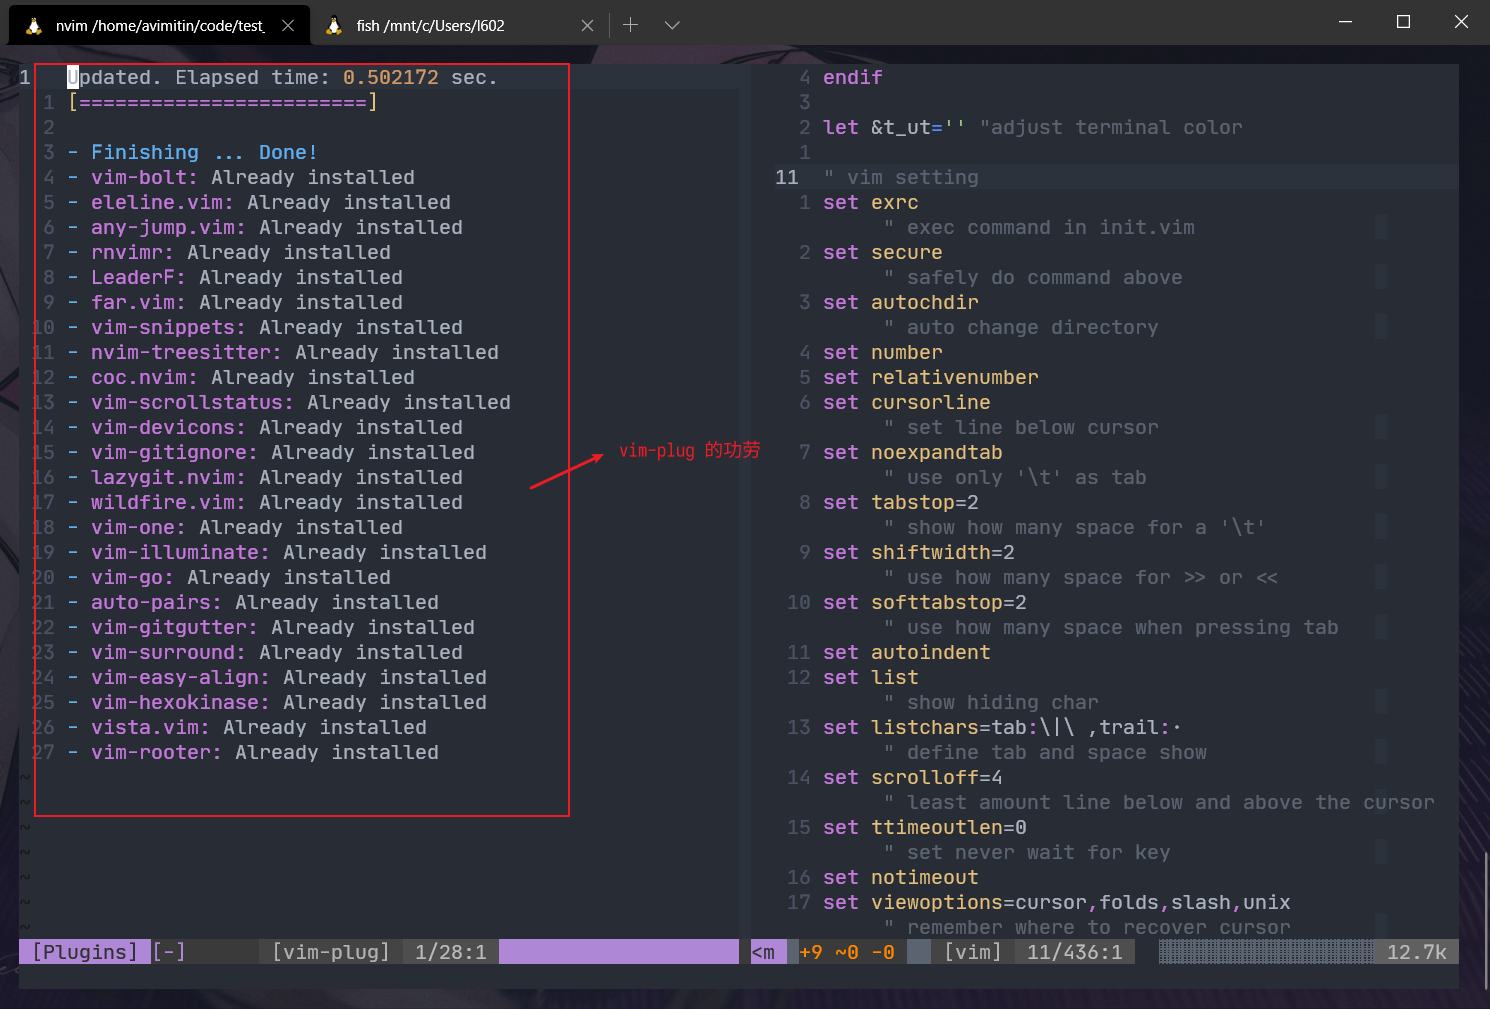 nvim /home/avimitin/code/test_
fish /mnt/c/Users/l602
1 Updated. Elapsed time: 0.502172 sec.
1 [========================]
2
3 - Finishing ... Done!
4 - vim-bolt: Already installed
5 - eleline.vim: Already installed
6 - any-jump.vim: Already installed
7 - rnvimr: Already installed
8 - LeaderF: Already installed
9 - far.vim: Already installed
10 - vim-snippets: Already installed
11 - nvim-treesitter: Already installed
12 - coc.nvim: Already installed
13 - vim-scrollstatus: Already installed
14 - vim-devicons: Already installed
15 - vim-gitignore: Already installed
16 - lazygit.nvim: Already installed
17 - wildfire.vim: Already installed
18 - vim-one: Already installed
19 - vim-illuminate: Already installed
20 - vim-go: Already installed
21 - auto-pairs: Already installed
22 - vim-gitgutter: Already installed
23 - vim-surround: Already installed
24 - vim-easy-align: Already installed
25 - vim-hexokinase: Already installed
26 - vista.vim: Already installed
27 - vim-rooter: Already installed
~
~
~
~
~
~
~
[Plugins] [-] [vim-plug] 1/28:1
vim-plug 的功劳
4 endif
3
2 let &t_ut='' "adjust terminal color
1
11 " vim setting
1 set exrc
" exec command in init.vim
2 set secure
" safely do command above
3 set autochdir
" auto change directory
4 set number
5 set relativenumber
6 set cursorline
" set line below cursor
7 set noexpandtab
" use only '\t' as tab
8 set tabstop=2
" show how many space for a '\t'
9 set shiftwidth=2
" use how many space for >> or <<
10 set softtabstop=2
" use how many space when pressing tab
11 set autoindent
12 set list
" show hiding char
13 set listchars=tab:\|\ ,trail:·
" define tab and space show
14 set scrolloff=4
" least amount line below and above the cursor
15 set ttimeoutlen=0
" set never wait for key
16 set notimeout
17 set viewoptions=cursor,folds,slash,unix
" remember where to recover cursor
<m +9 ~0 -0 [vim] 11/436:1 12.7k